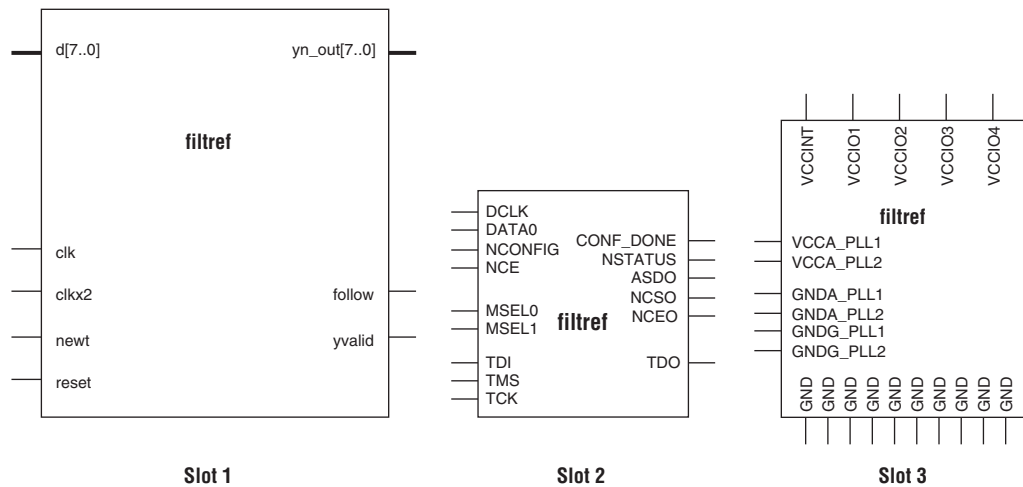 d[7..0] yn_out[7..0]
filtref
clk
clkx2 follow
newt yvalid
reset
Slot 1
DCLK
DATA0
NCONFIG
NCE
CONF_DONE
NSTATUS
ASDO
NCSO
NCEO
MSEL0
MSEL1
filtref
TDI
TMS
TCK
TDO
Slot 2
VCCINT
VCCIO1
VCCIO2
VCCIO3
VCCIO4
filtref
VCCA_PLL1
VCCA_PLL2
GNDA_PLL1
GNDA_PLL2
GNDG_PLL1
GNDG_PLL2
GND
GND
GND
GND
GND
GND
GND
GND
GND
GND
Slot 3